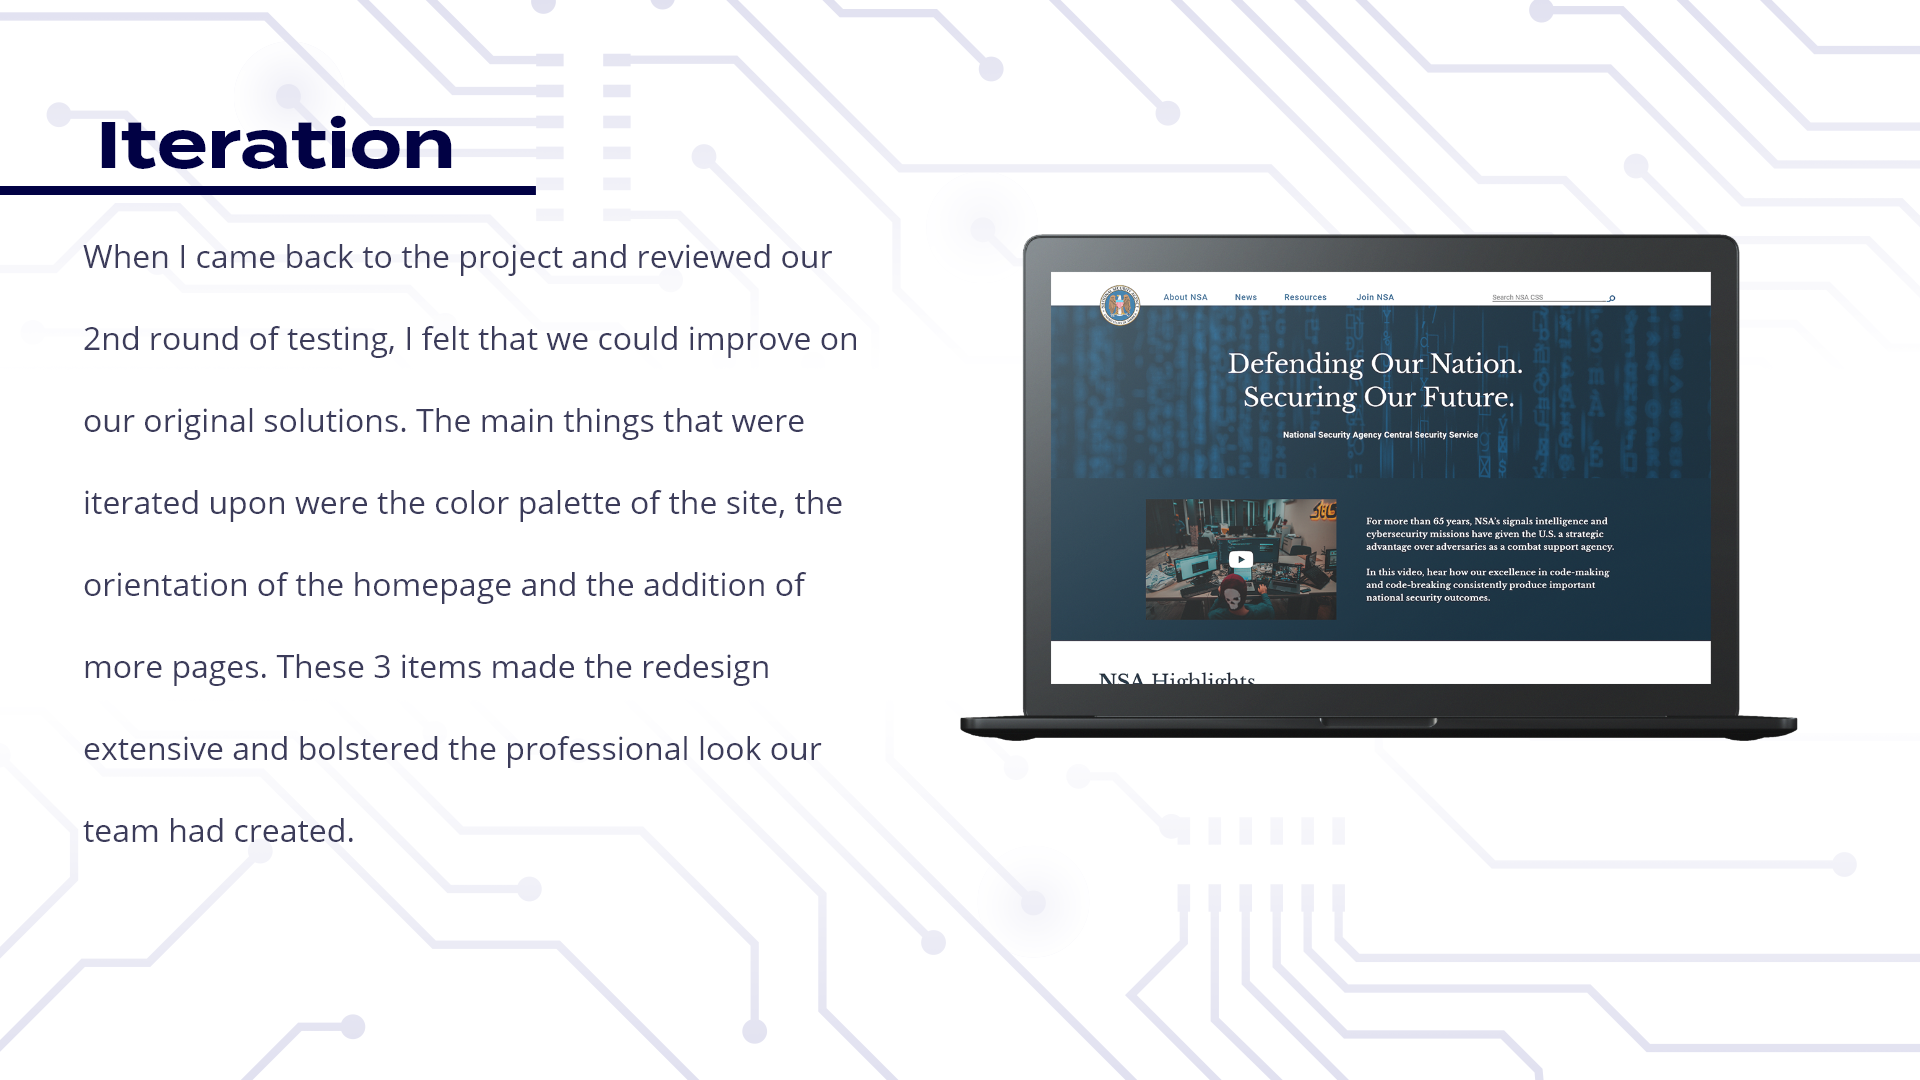 Iteration
When I came back to the project and reviewed our
2nd round of testing, I felt that we could improve on
our original solutions. The main things that were
iterated upon were the color palette of the site, the
orientation of the homepage and the addition of
more pages. These 3 items made the redesign
extensive and bolstered the professional look our
team had created.
About NSA News Resources Join NSA Search NSA.CSS
Defending Our Nation.
Securing Our Future.
National Security Agency Central Security Service
For more than 65 years, NSA's signals intelligence and
cybersecurity missions have given the U.S. a strategic
advantage over adversaries as a combat support agency.
In this video, hear how our excellence in code-making
and code-breaking consistently produce important
national security outcomes.
NSA Highlights